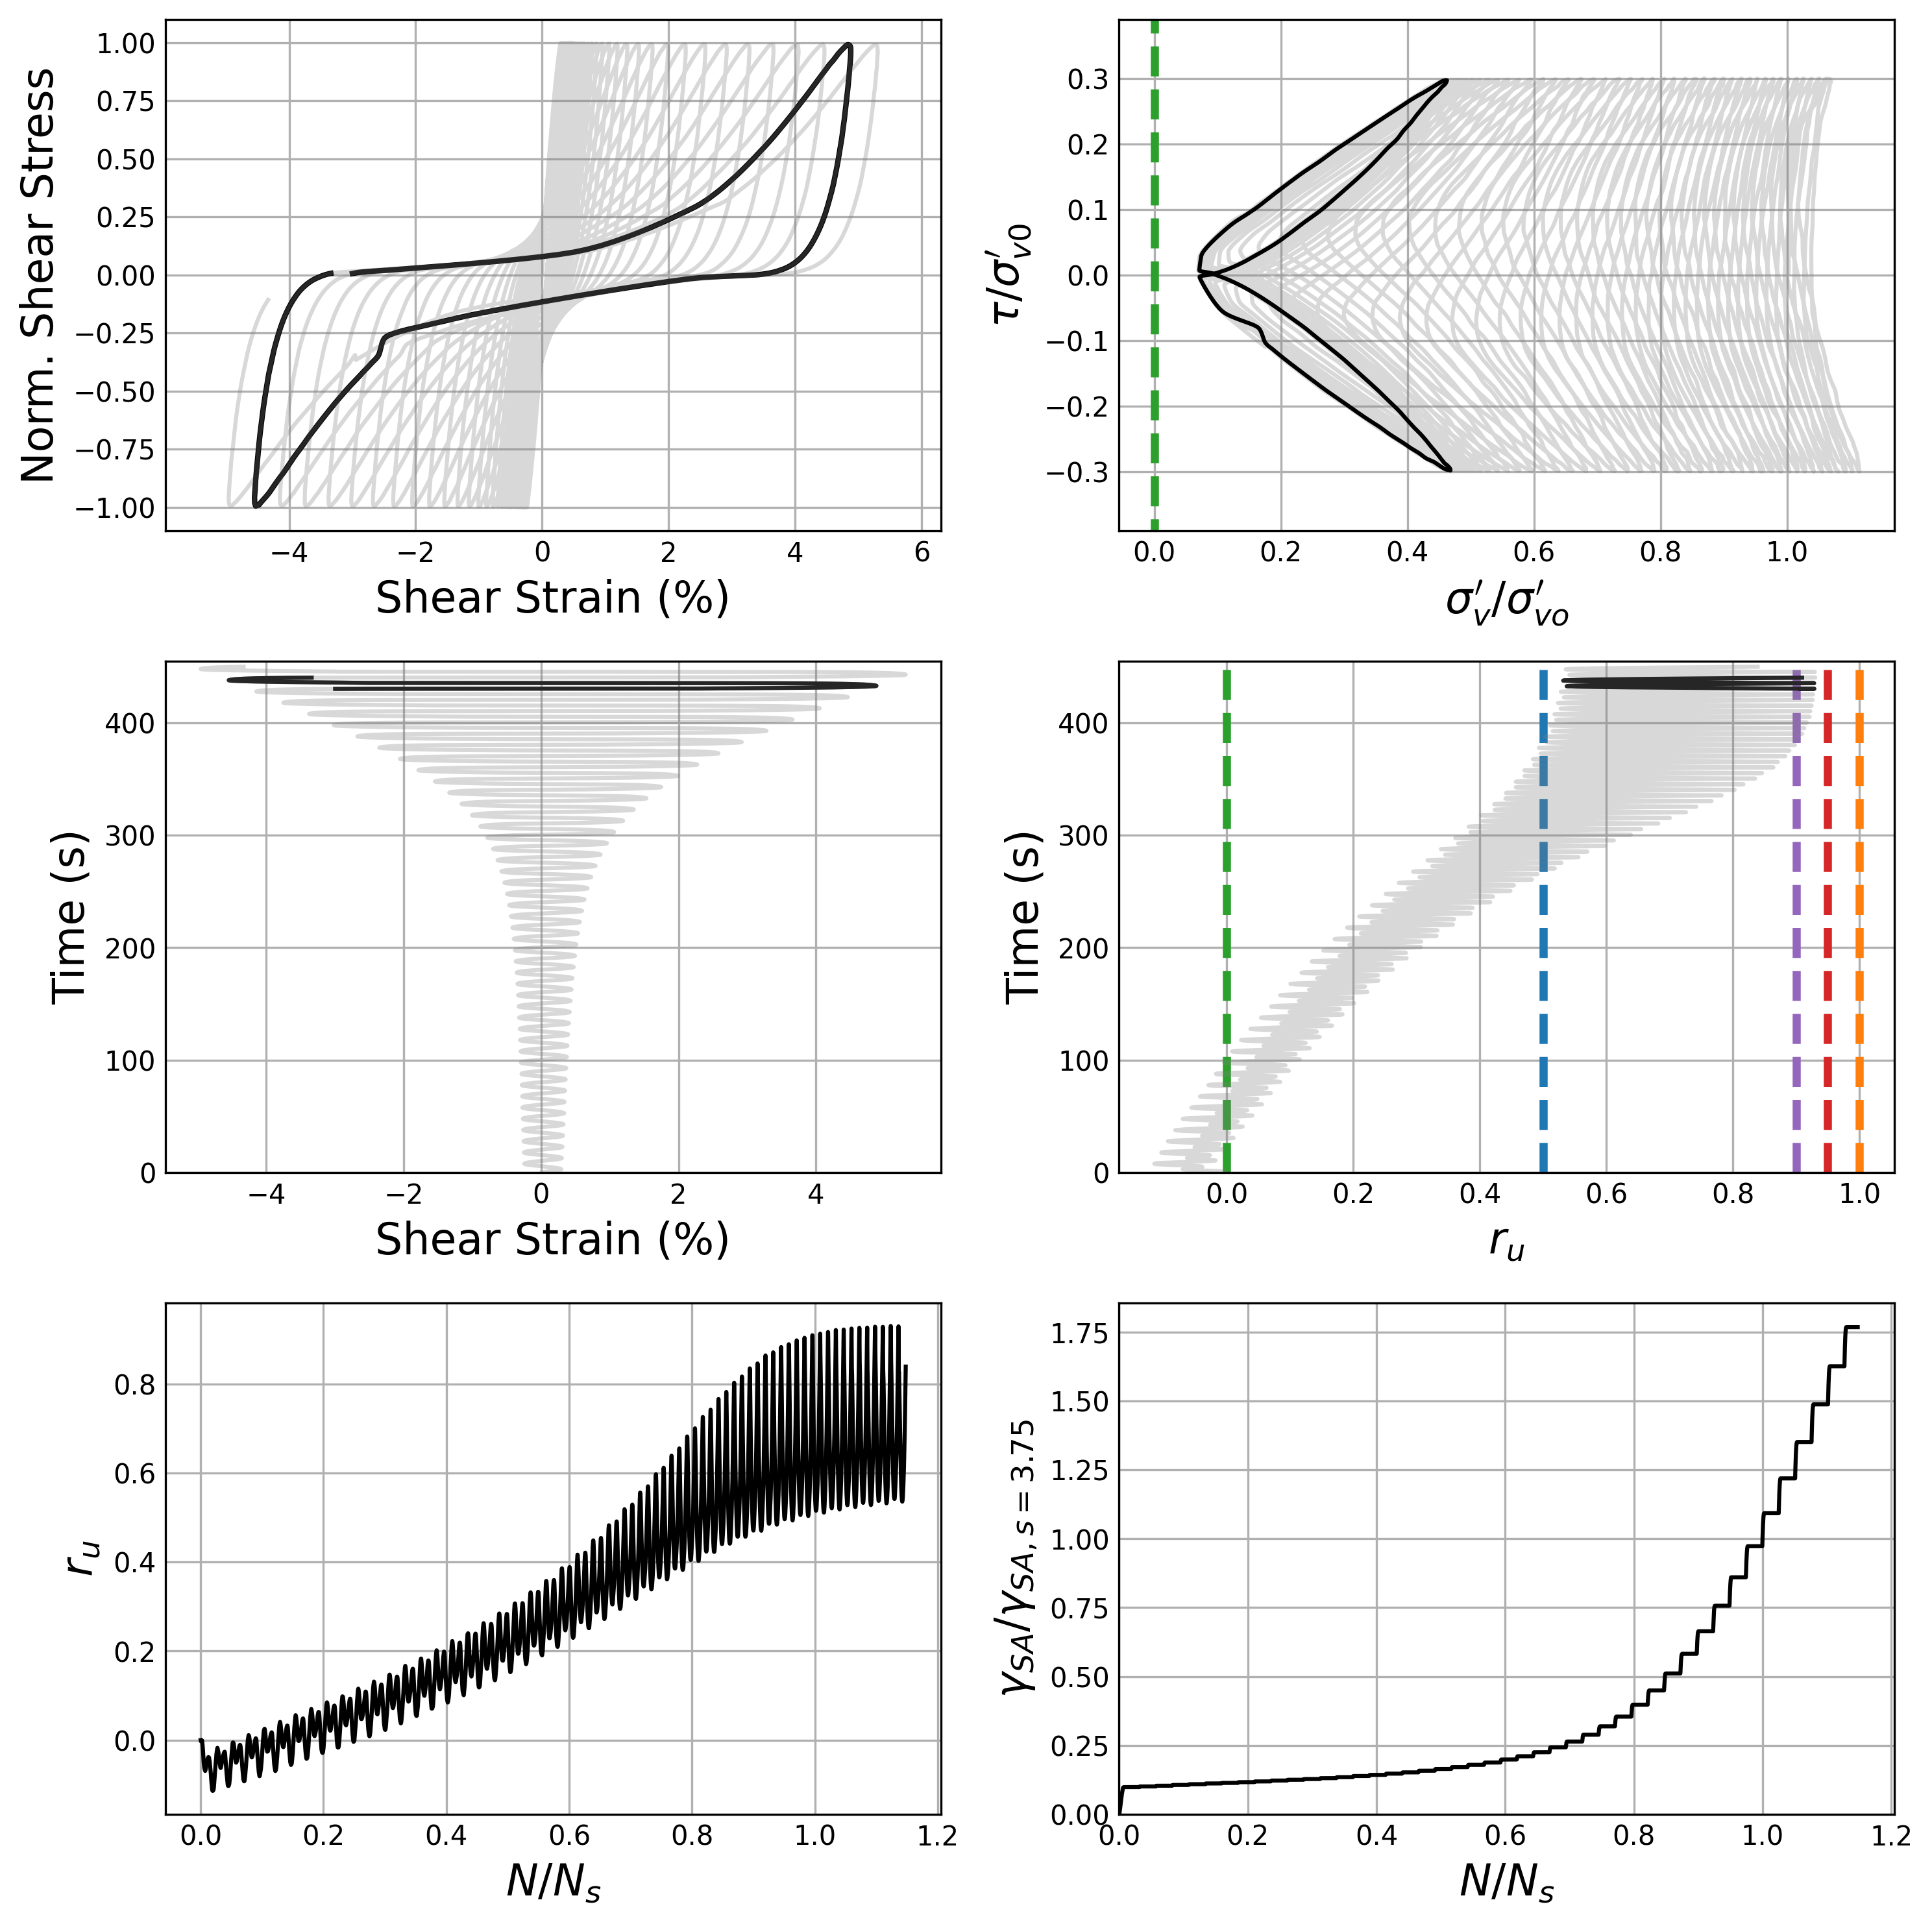 1.00
0.75
0.50
0.25
0.00
−0.25
−0.50
−0.75
−1.00
Norm. Shear Stress
−4 −2 0 2 4 6
Shear Strain (%)
0.3
0.2
0.1
0.0
−0.1
−0.2
−0.3
τ/σ′v0
0.0 0.2 0.4 0.6 0.8 1.0
σ′v/σ′vo
400
300
200
100
0
Time (s)
−4 −2 0 2 4
Shear Strain (%)
400
300
200
100
0
Time (s)
0.0 0.2 0.4 0.6 0.8 1.0
ru
0.8
0.6
0.4
0.2
0.0
ru
0.0 0.2 0.4 0.6 0.8 1.0 1.2
N/Ns
1.75
1.50
1.25
1.00
0.75
0.50
0.25
0.00
γSA/γSA, s = 3.75
0.0 0.2 0.4 0.6 0.8 1.0 1.2
N/Ns